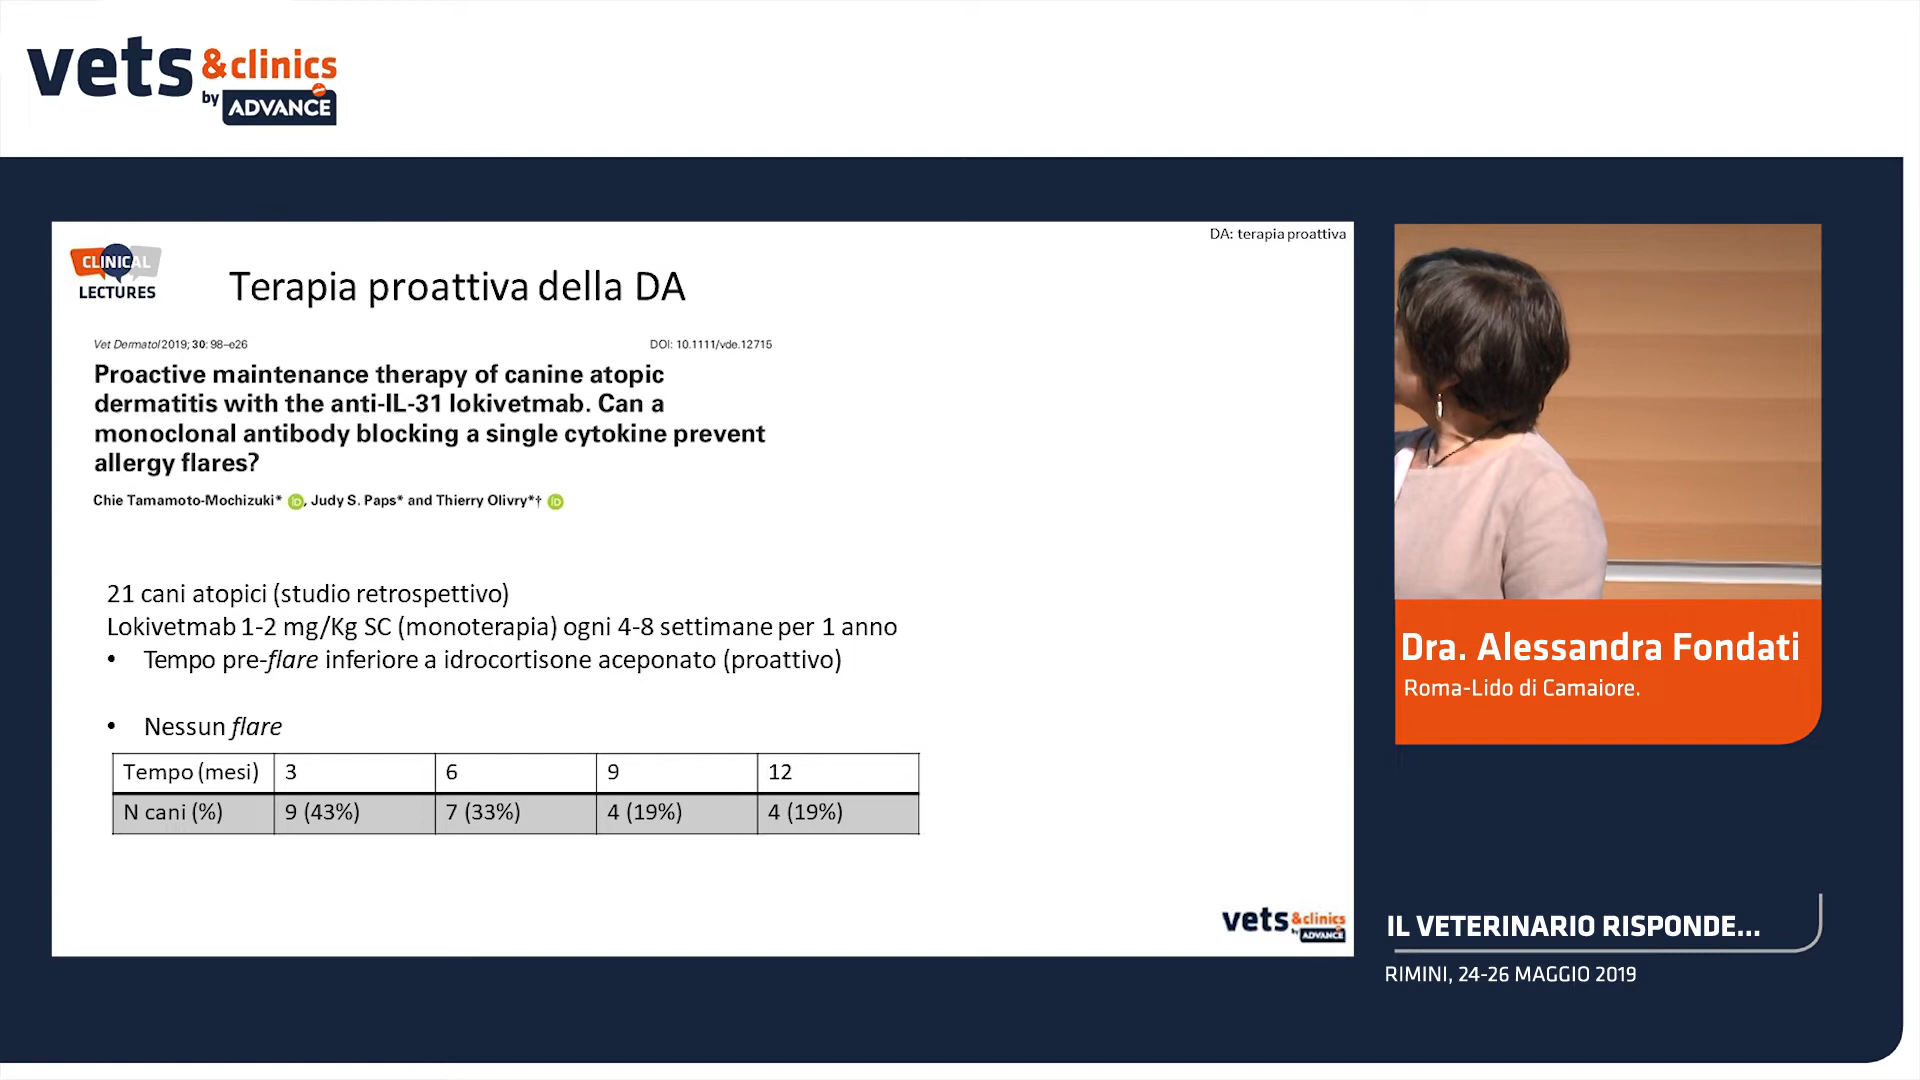 vets &clinics
by ADVANCE
DA: terapia proattiva
CLINICAL
LECTURES
Terapia proattiva della DA
Vet Dermatol 2019; 30: 98–e26
DOI: 10.1111/vde.12715
Proactive maintenance therapy of canine atopic
dermatitis with the anti-IL-31 lokivetmab. Can a
monoclonal antibody blocking a single cytokine prevent
allergy flares?
Chie Tamamoto-Mochizuki* iD, Judy S. Paps* and Thierry Olivry*† iD
21 cani atopici (studio retrospettivo)
Lokivetmab 1-2 mg/Kg SC (monoterapia) ogni 4-8 settimane per 1 anno
• Tempo pre-flare inferiore a idrocortisone aceponato (proattivo)
• Nessun flare
Tempo (mesi) 3 6 9 12
N cani (%) 9 (43%) 7 (33%) 4 (19%) 4 (19%)
vets &clinics
by ADVANCE
Dra. Alessandra Fondati
Roma-Lido di Camaiore.
IL VETERINARIO RISPONDE...
RIMINI, 24-26 MAGGIO 2019